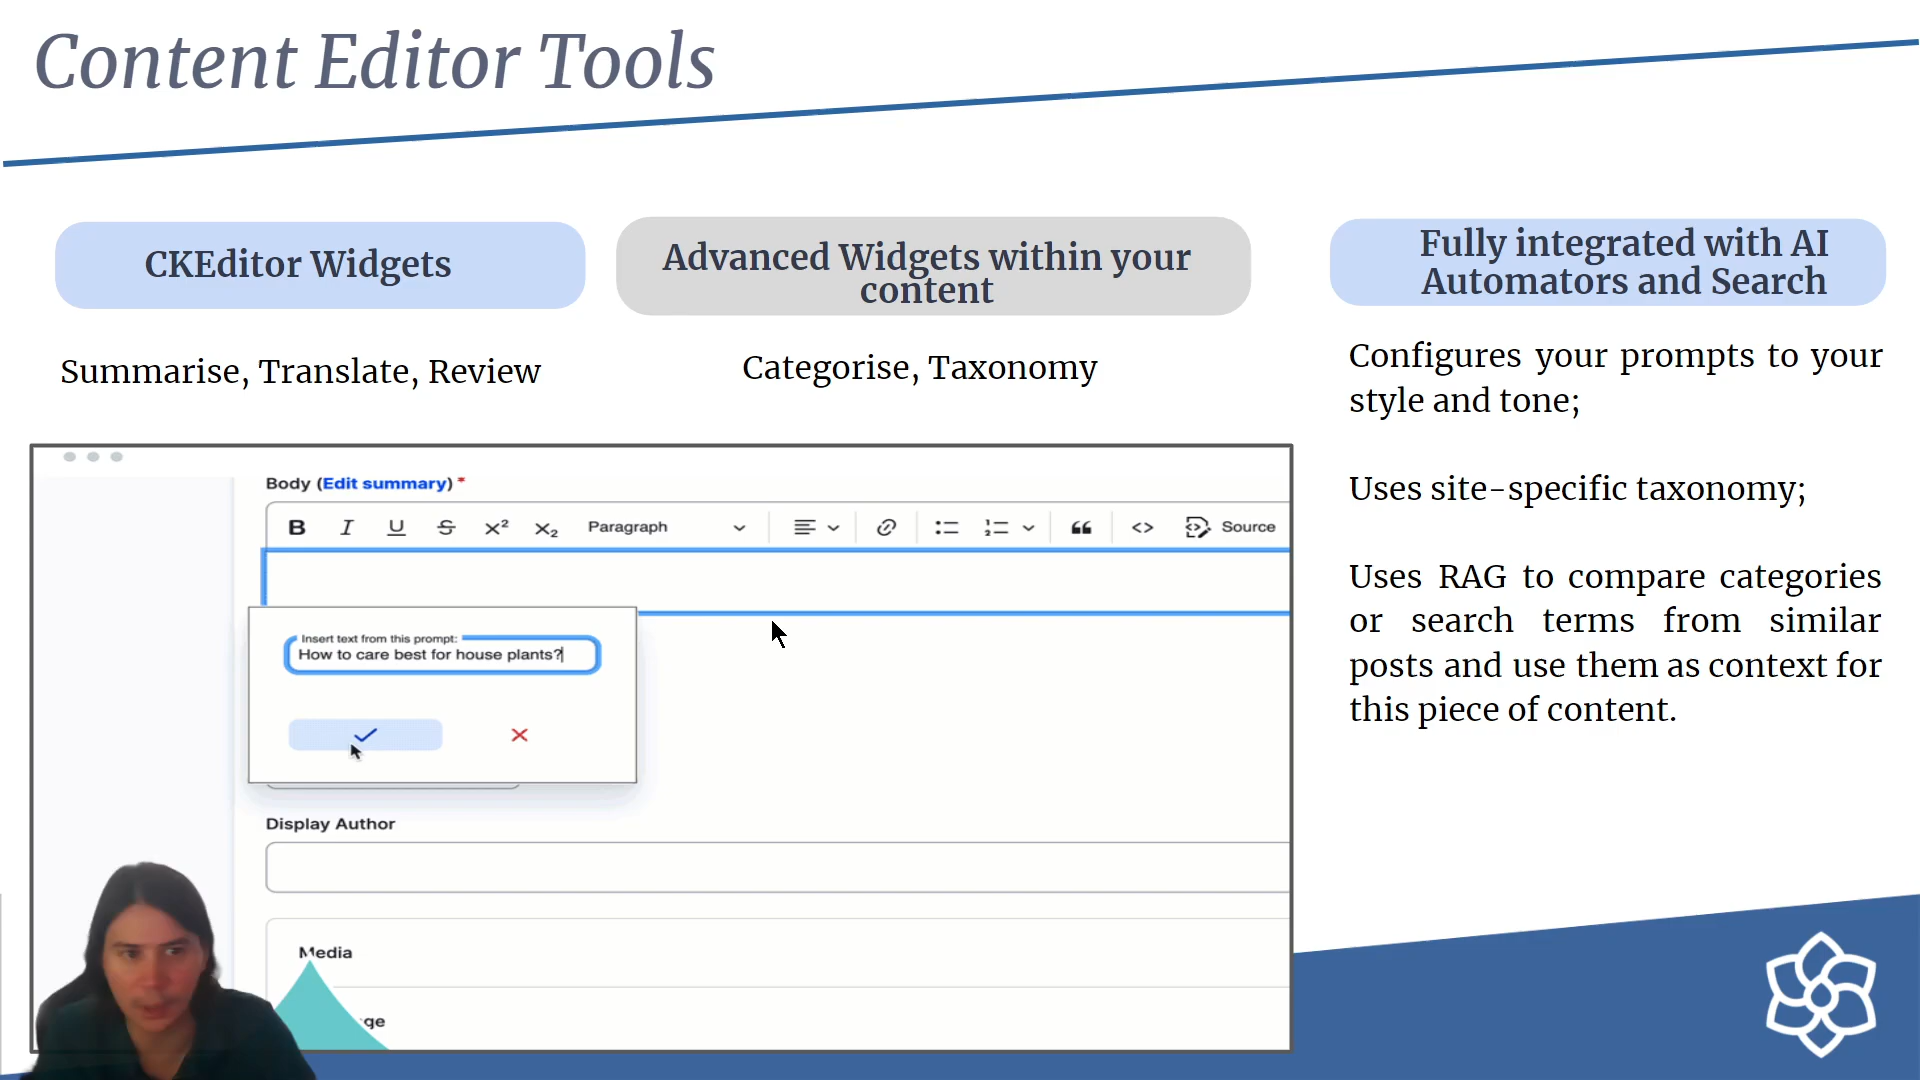 Content Editor Tools
CKEditor Widgets
Summarise, Translate, Review
Advanced Widgets within your
content
Categorise, Taxonomy
Fully integrated with AI
Automators and Search
Configures your prompts to your
style and tone;
Uses site-specific taxonomy;
Uses RAG to compare categories
or search terms from similar
posts and use them as context for
this piece of content.
Body (Edit summary) *
B I U S X² X₂ Paragraph Source
Insert text from this prompt:
How to care best for house plants?
Display Author
Media